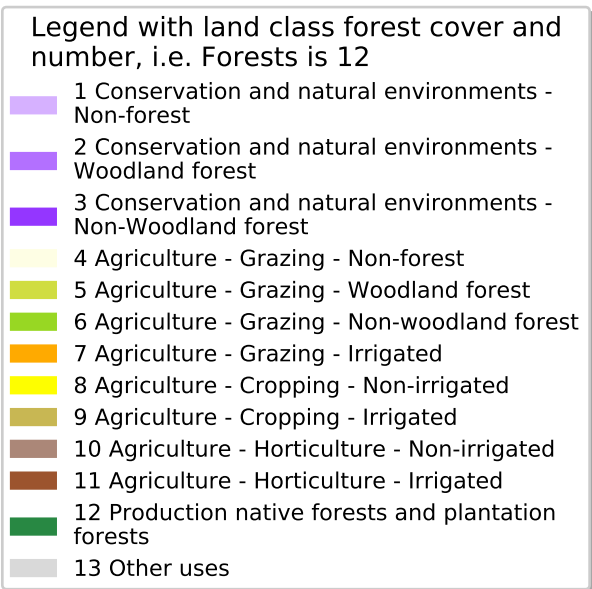 Legend with land class forest cover and
number, i.e. Forests is 12
1 Conservation and natural environments -
Non-forest
2 Conservation and natural environments -
Woodland forest
3 Conservation and natural environments -
Non-Woodland forest
4 Agriculture - Grazing - Non-forest
5 Agriculture - Grazing - Woodland forest
6 Agriculture - Grazing - Non-woodland forest
7 Agriculture - Grazing - Irrigated
8 Agriculture - Cropping - Non-irrigated
9 Agriculture - Cropping - Irrigated
10 Agriculture - Horticulture - Non-irrigated
11 Agriculture - Horticulture - Irrigated
12 Production native forests and plantation
forests
13 Other uses